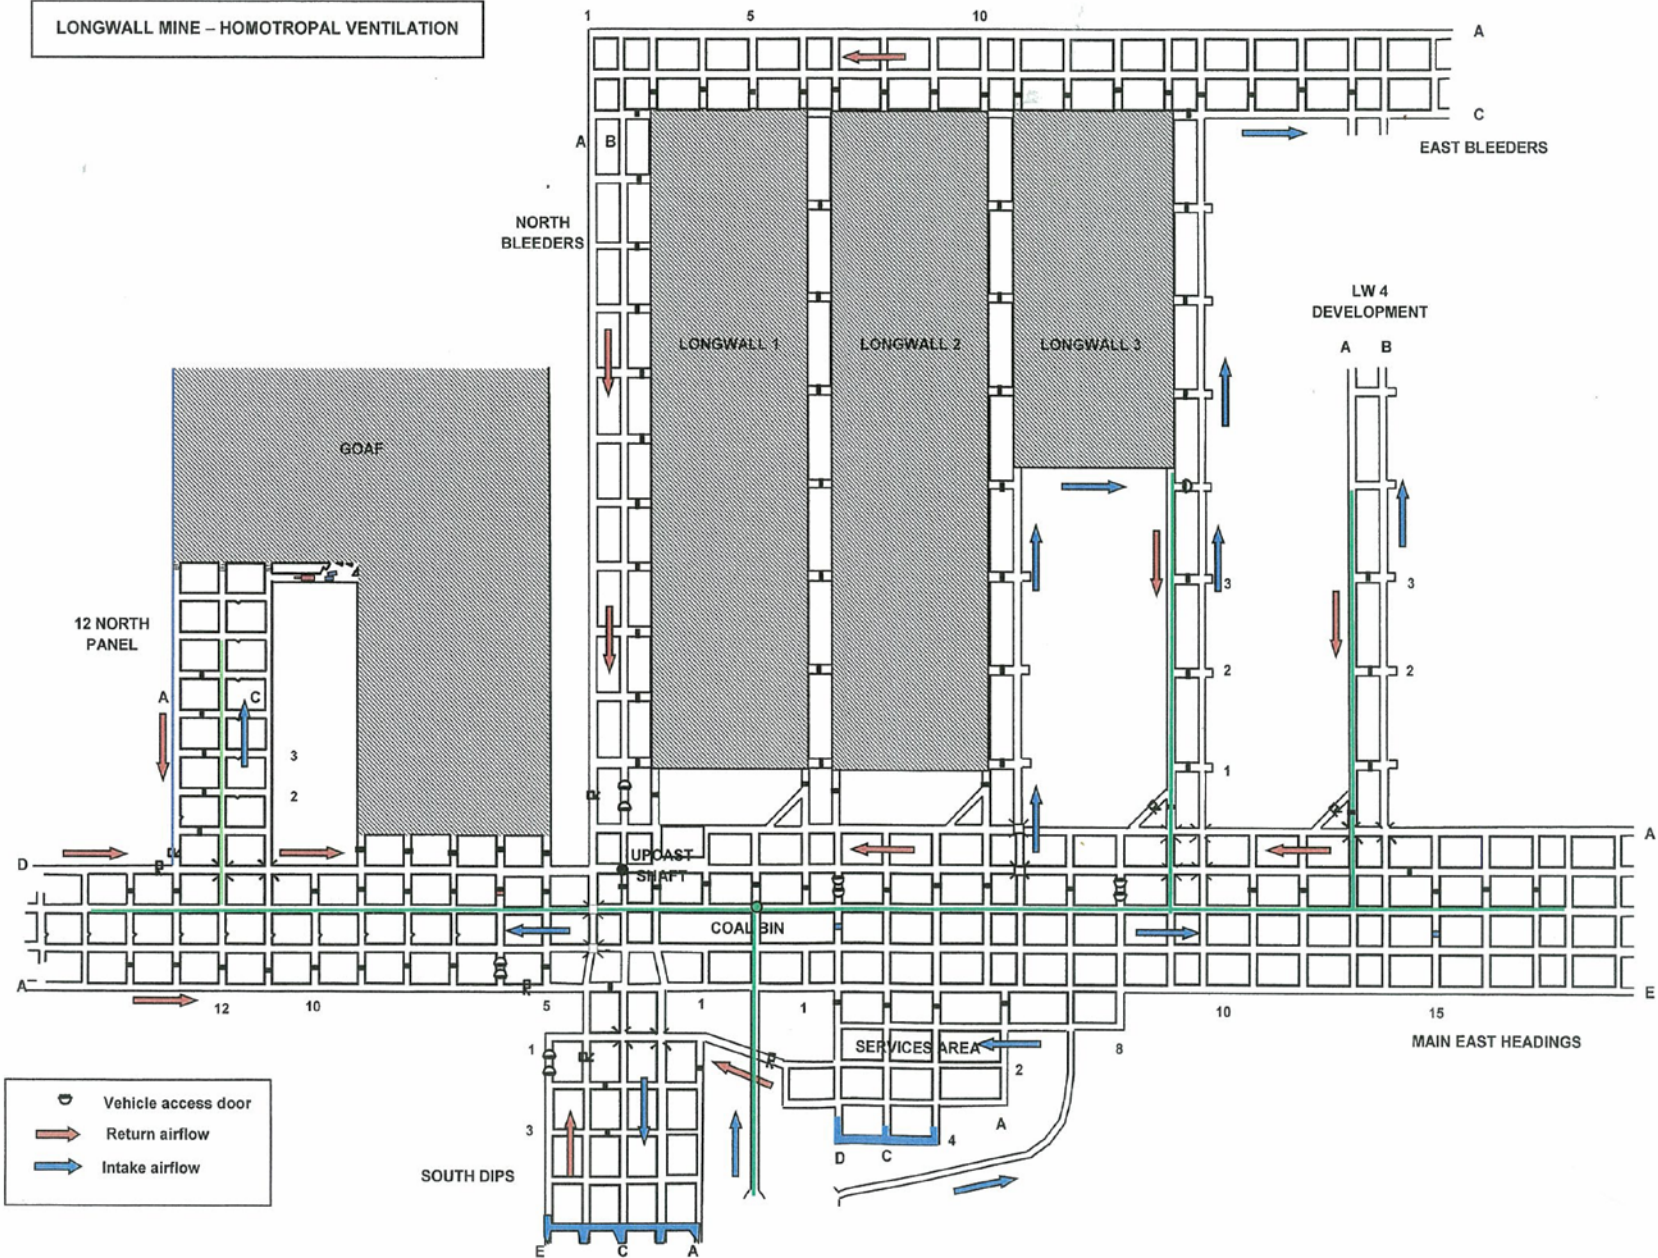 LONGWALL MINE – HOMOTROPAL VENTILATION
1 5 10
A
C
EAST BLEEDERS
A B
NORTH
BLEEDERS
LONGWALL 1 LONGWALL 2 LONGWALL 3
LW 4
DEVELOPMENT
A B
GOAF
12 NORTH
PANEL
A C
3
2
3
2
1
3
2
D
A
UPCAST
SHAFT
COAL BIN
A
E
A
12 10 5 1 1 10 15
MAIN EAST HEADINGS
SERVICES AREA
8
2
A
4
D C
1
3
SOUTH DIPS
E C A
Vehicle access door
Return airflow
Intake airflow